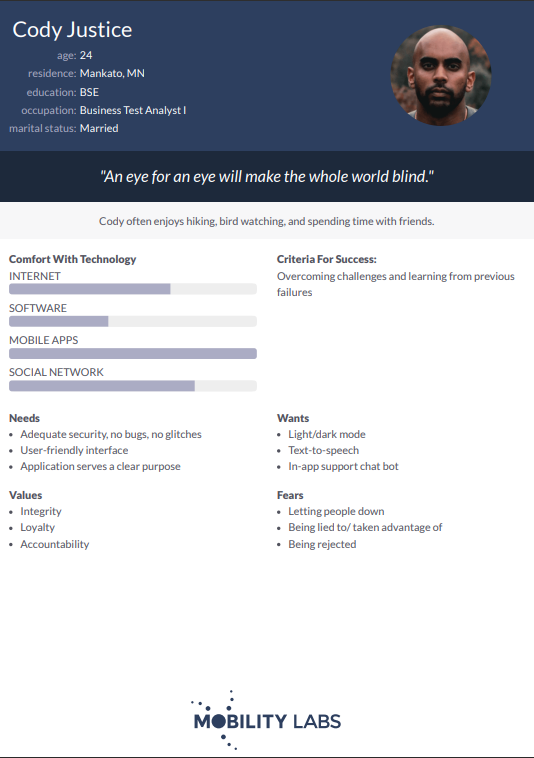 Cody Justice
age: 24
residence: Mankato, MN
education: BSE
occupation: Business Test Analyst I
marital status: Married
"An eye for an eye will make the whole world blind."
Cody often enjoys hiking, bird watching, and spending time with friends.
Comfort With Technology
INTERNET
SOFTWARE
MOBILE APPS
SOCIAL NETWORK
Criteria For Success:
Overcoming challenges and learning from previous
failures
Needs
• Adequate security, no bugs, no glitches
• User-friendly interface
• Application serves a clear purpose
Wants
• Light/dark mode
• Text-to-speech
• In-app support chat bot
Values
• Integrity
• Loyalty
• Accountability
Fears
• Letting people down
• Being lied to/ taken advantage of
• Being rejected
MOBILITY LABS